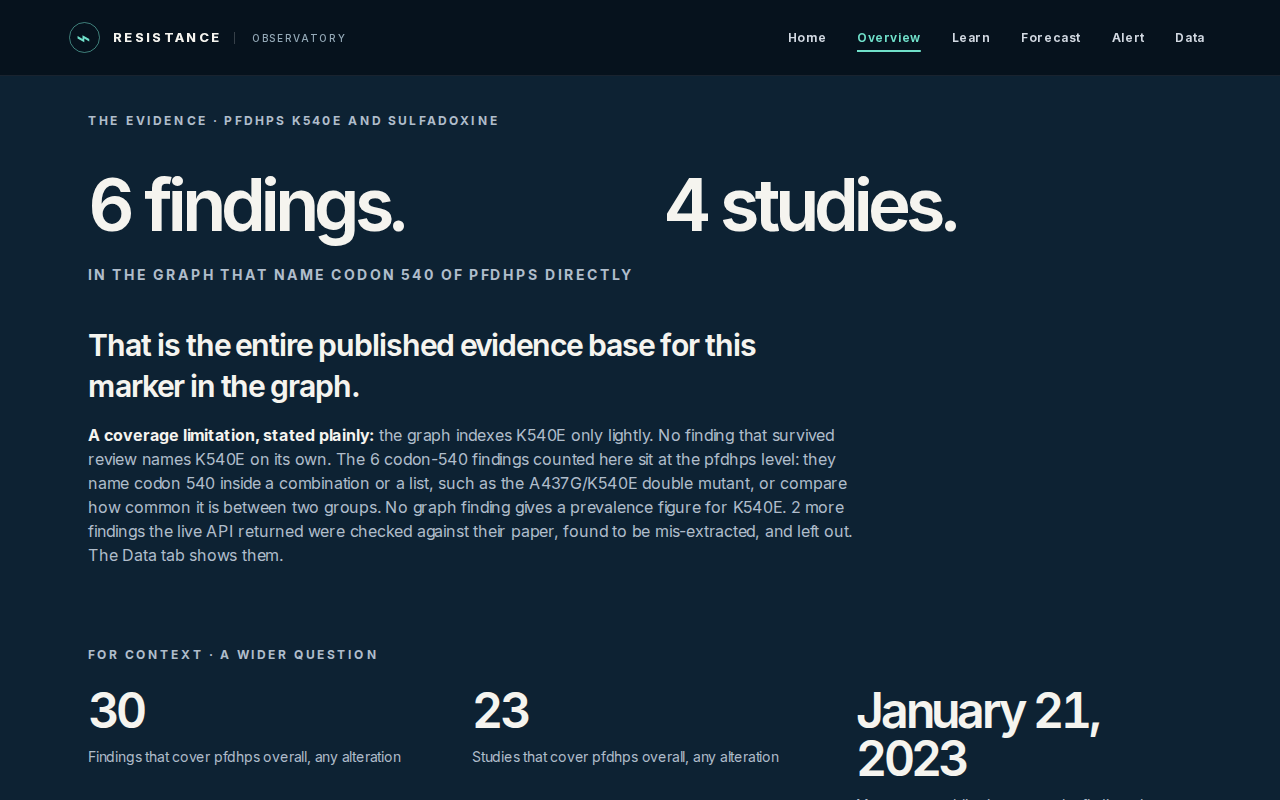 RESISTANCE OBSERVATORY
Home Overview Learn Forecast Alert Data
THE EVIDENCE · PFDHPS K540E AND SULFADOXINE
6 findings. 4 studies.
IN THE GRAPH THAT NAME CODON 540 OF PFDHPS DIRECTLY
That is the entire published evidence base for this
marker in the graph.
A coverage limitation, stated plainly: the graph indexes K540E only lightly. No finding that survived
review names K540E on its own. The 6 codon-540 findings counted here sit at the pfdhps level: they
name codon 540 inside a combination or a list, such as the A437G/K540E double mutant, or compare
how common it is between two groups. No graph finding gives a prevalence figure for K540E. 2 more
findings the live API returned were checked against their paper, found to be mis-extracted, and left out.
The Data tab shows them.
FOR CONTEXT · A WIDER QUESTION
30
Findings that cover pfdhps overall, any alteration
23
Studies that cover pfdhps overall, any alteration
January 21,
2023